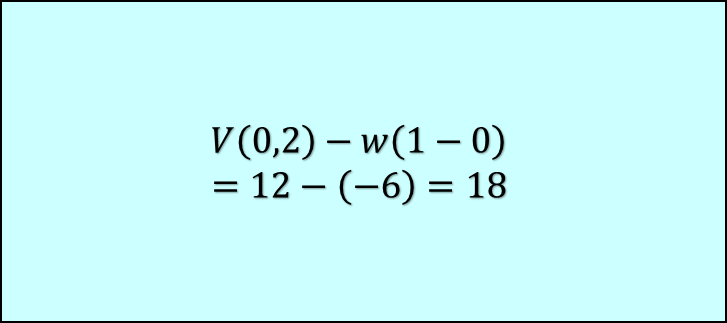 V(0,2) − w(1 − 0)
= 12 − (−6) = 18